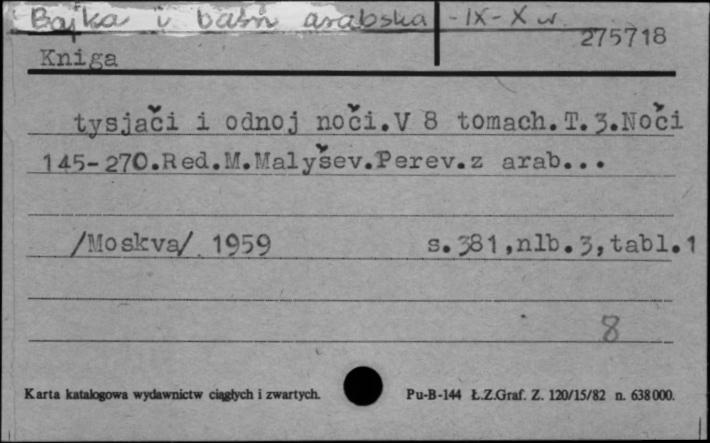 Bajka i baśń arabska - IX - X w.
275718
Kniga
tysjači i odnoj noči.V 8 tomach.T.3.Noči
145-270.Red.M.Malyšev.Perev.z arab...
/Moskva/ 1959 s.381,nlb.3,tabl.1
8
Karta katalogowa wydawnictw ciągłych i zwartych. Pu-B-144 Ł.Z.Graf. Z. 120/15/82 n. 638000.